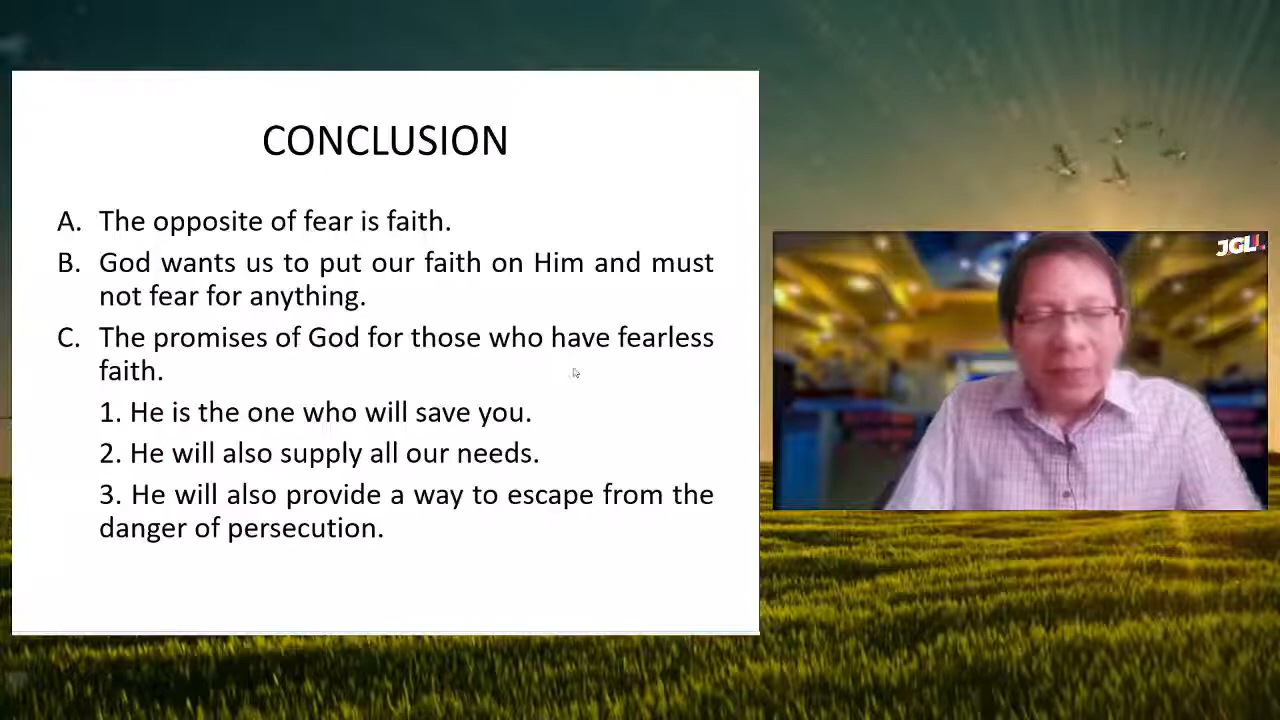 CONCLUSION
A. The opposite of fear is faith.
B. God wants us to put our faith on Him and must
not fear for anything.
C. The promises of God for those who have fearless
faith.
1. He is the one who will save you.
2. He will also supply all our needs.
3. He will also provide a way to escape from the
danger of persecution.
JGLI.